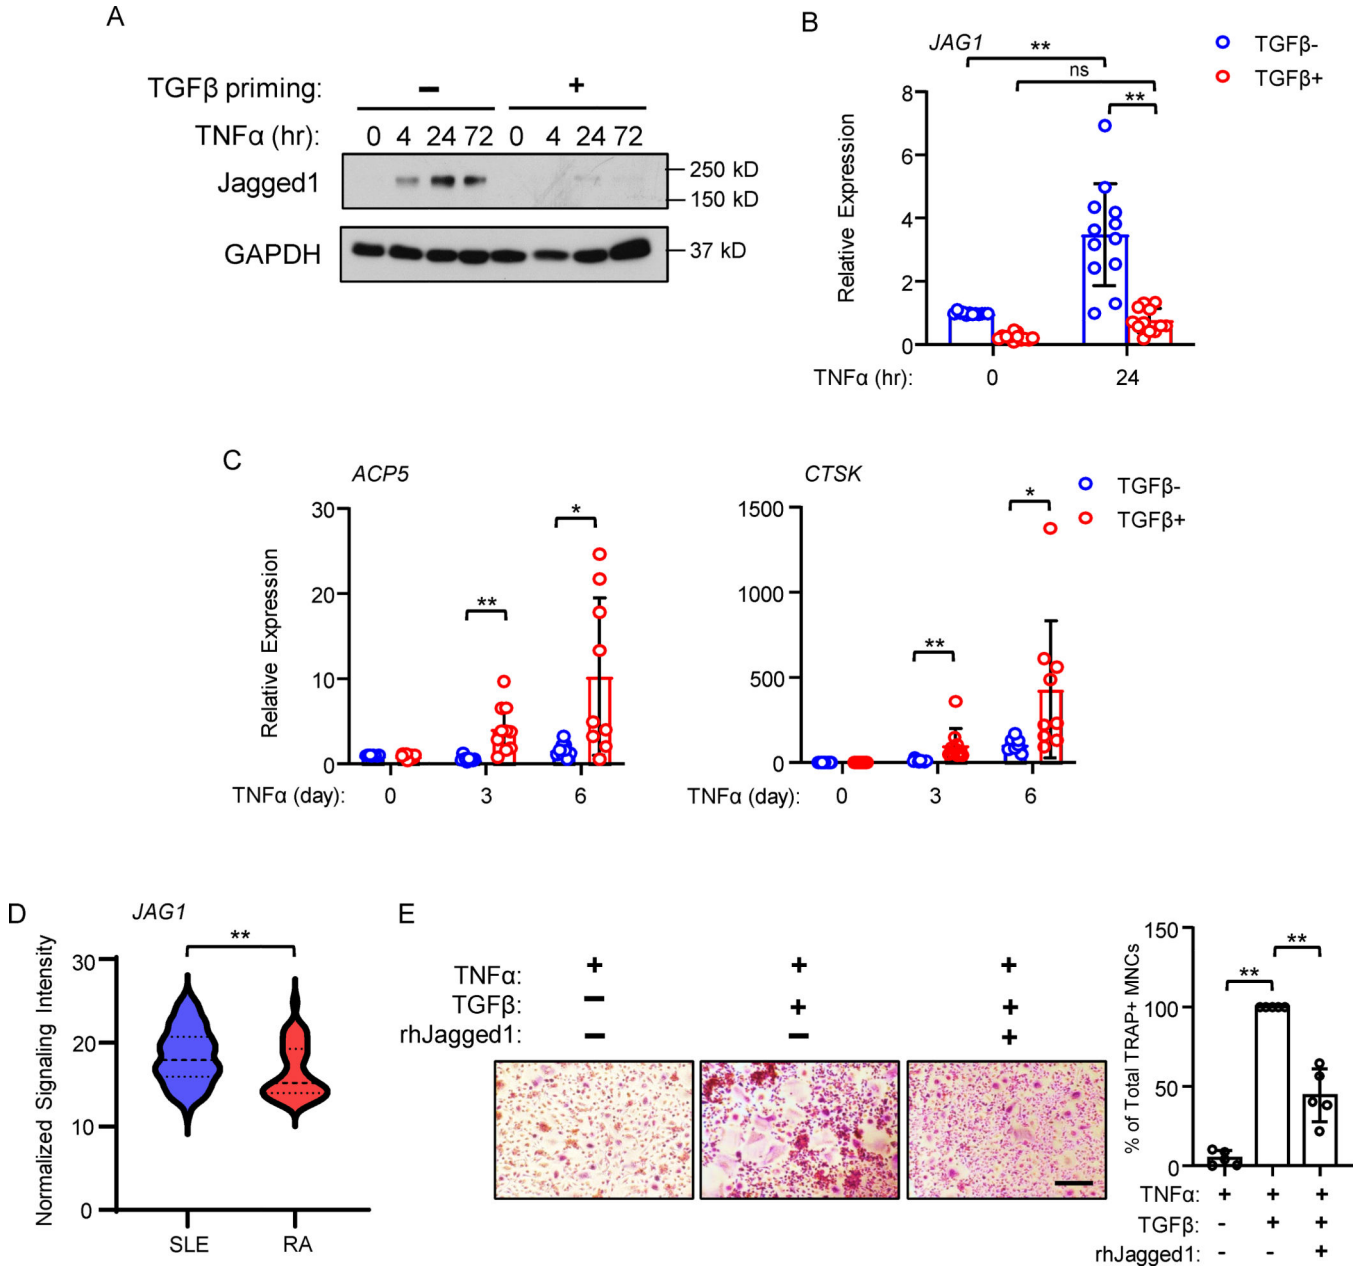 A
TGFβ priming: − +
TNFα (hr): 0 4 24 72 0 4 24 72
Jagged1
250 kD
150 kD
GAPDH
37 kD
B
JAG1
TGFβ-
TGFβ+
**
ns
**
Relative Expression
8
6
4
2
0
TNFα (hr): 0 24
C
ACP5
Relative Expression
30
20
10
0
**
*
TNFα (day): 0 3 6
CTSK
TGFβ-
TGFβ+
1500
1000
500
0
**
*
TNFα (day): 0 3 6
D
JAG1
**
Normalized Signaling Intensity
30
20
10
0
SLE RA
E
TNFα: + + +
TGFβ: − + +
rhJagged1: − − +
% of Total TRAP+ MNCs
150
100
50
0
**
**
TNFα: + + +
TGFβ: - + +
rhJagged1: - - +